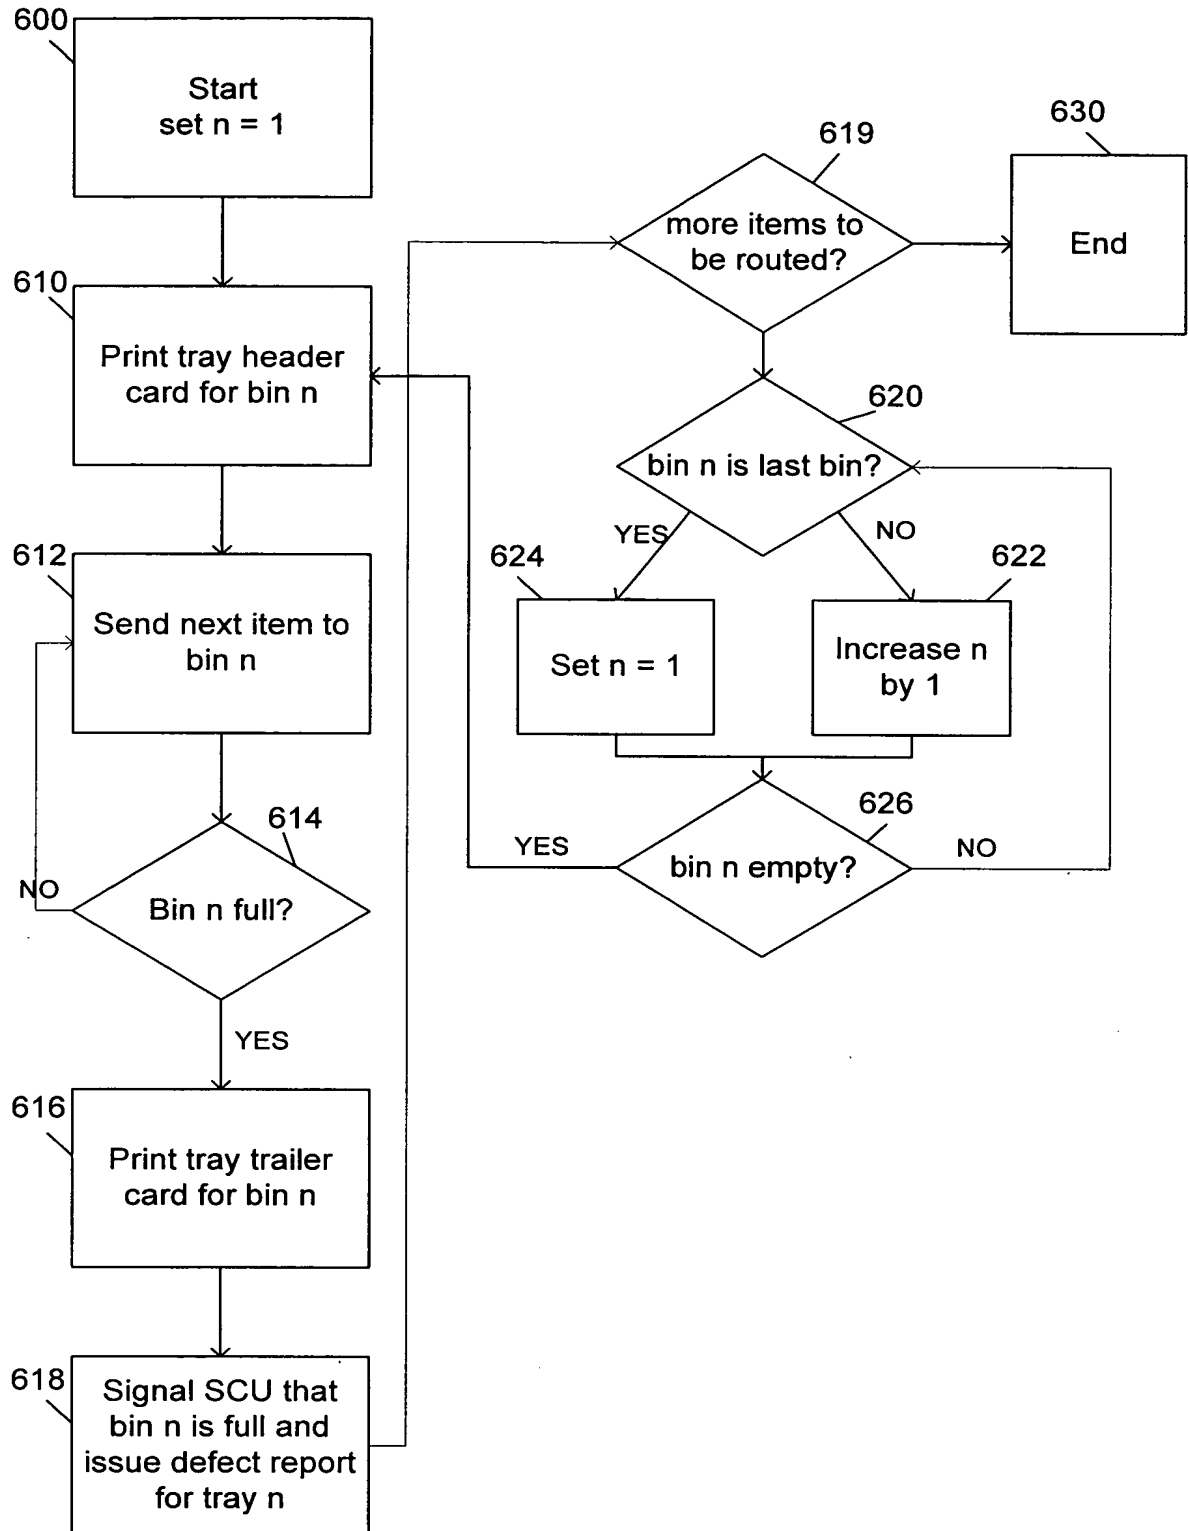 600
Start
set n = 1
610
Print tray header
card for bin n
612
Send next item to
bin n
614
Bin n full?
NO
YES
616
Print tray trailer
card for bin n
618
Signal SCU that
bin n is full and
issue defect report
for tray n
619
more items to
be routed?
630
End
620
bin n is last bin?
YES
NO
624
Set n = 1
622
Increase n
by 1
626
bin n empty?
YES
NO